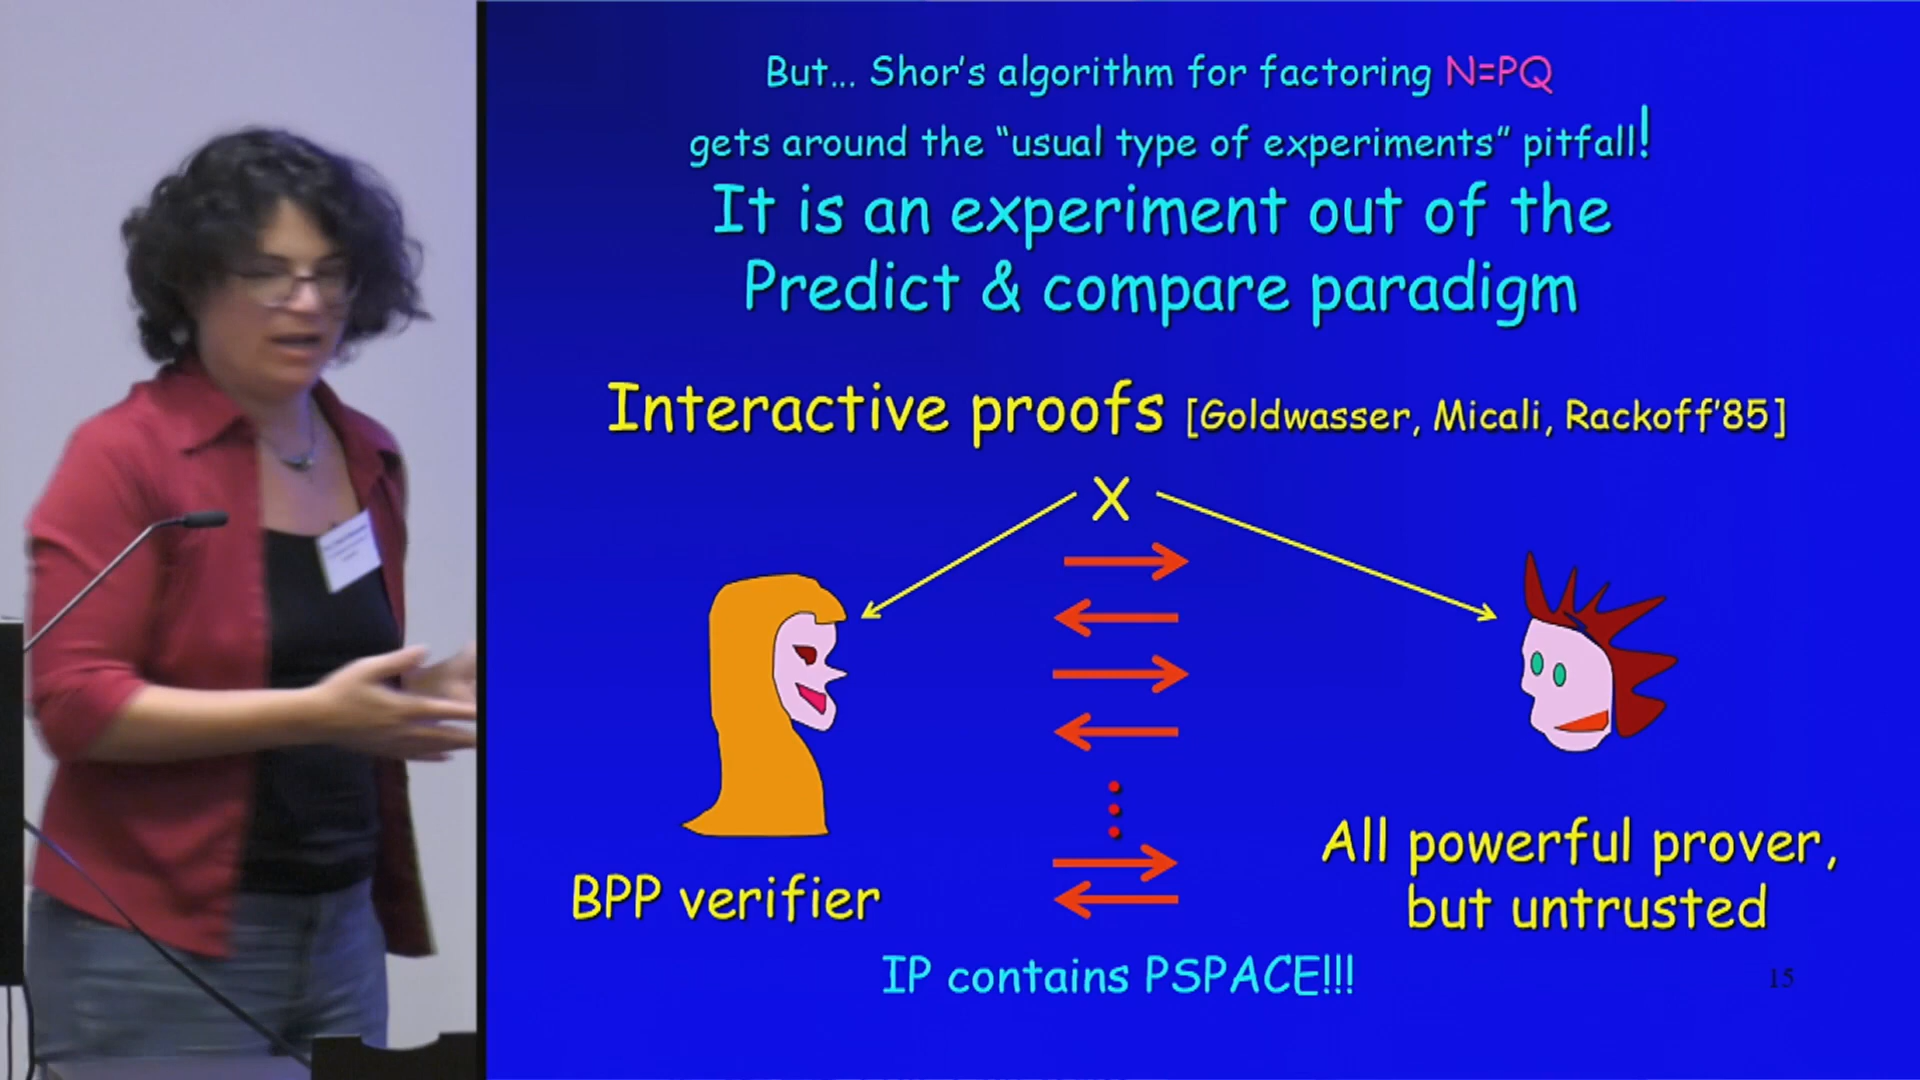 But... Shor's algorithm for factoring N=PQ
gets around the “usual type of experiments” pitfall!
It is an experiment out of the
Predict & compare paradigm
Interactive proofs [Goldwasser, Micali, Rackoff'85]
X
BPP verifier
All powerful prover,
but untrusted
IP contains PSPACE!!!
15